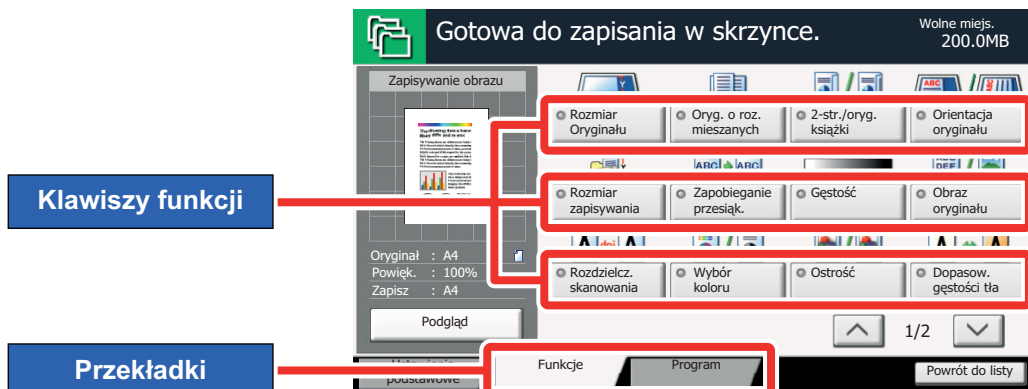 Gotowa do zapisania w skrzynce.
Wolne miejs.
200.0MB
Zapisywanie obrazu
Rozmiar
Oryginału
Oryg. o roz.
mieszanych
2-str./oryg.
książki
Orientacja
oryginału
Klawiszy funkcji
Rozmiar
zapisywania
Zapobieganie
przesiąk.
Gęstość
Obraz
oryginału
Oryginał : A4
Powięk. : 100%
Zapisz : A4
Rozdzielcz.
skanowania
Wybór
koloru
Ostrość
Dopasow.
gęstości tła
Podgląd
1/2
Przekładki
podstawowe
Funkcje
Program
Powrót do listy